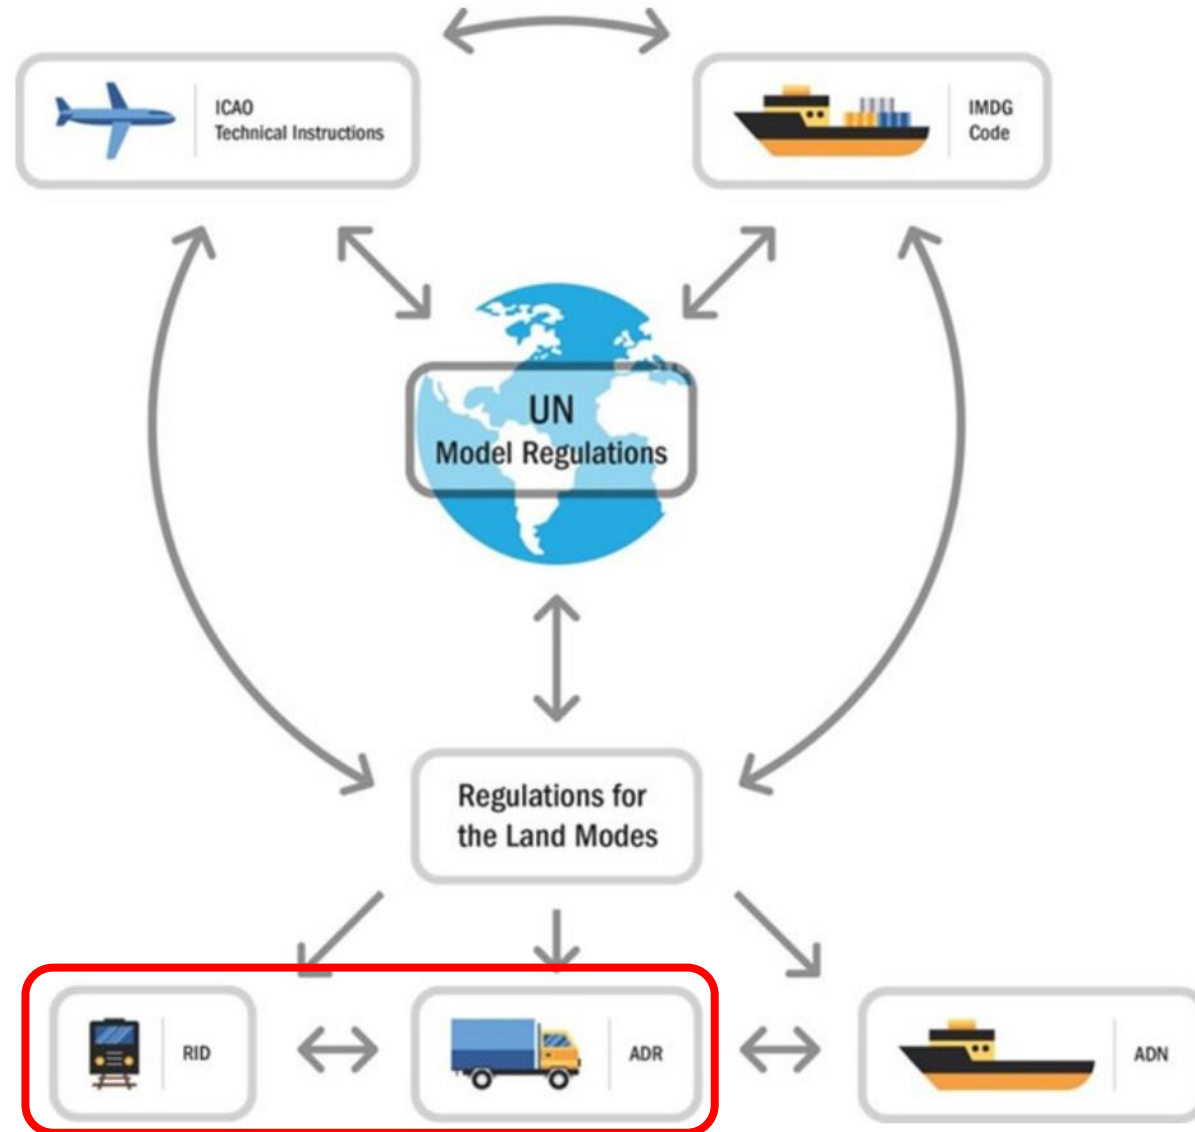 ICAO
Technical Instructions
IMDG
Code
UN
Model Regulations
Regulations for
the Land Modes
RID
ADR
ADN